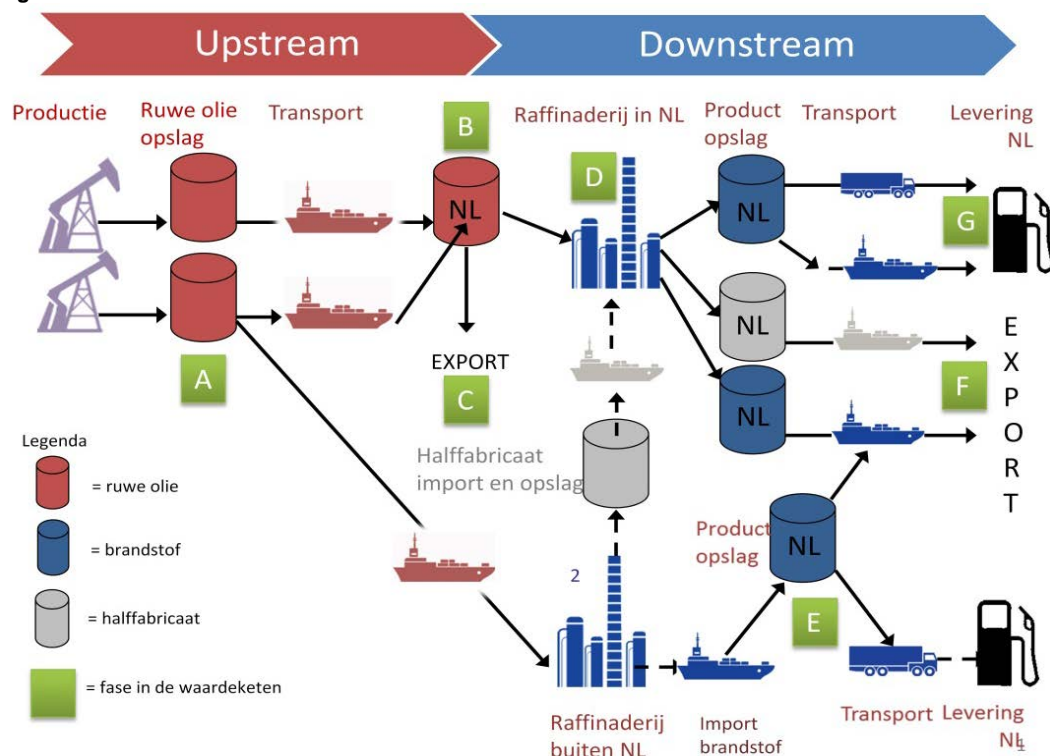 Upstream
Downstream
Productie
Ruwe olie
opslag
Transport
B
Raffinaderij in NL
Product
opslag
Transport
Levering
NL
D
NL
NL
G
A
EXPORT
C
NL
F
NL
EXPORT
Legenda
= ruwe olie
= brandstof
= halffabricaat
= fase in de waardeketen
Halffabricaat
import en opslag
Product
opslag
NL
2
E
Raffinaderij
buiten NL
Import
brandstof
Transport
Levering
NL
1